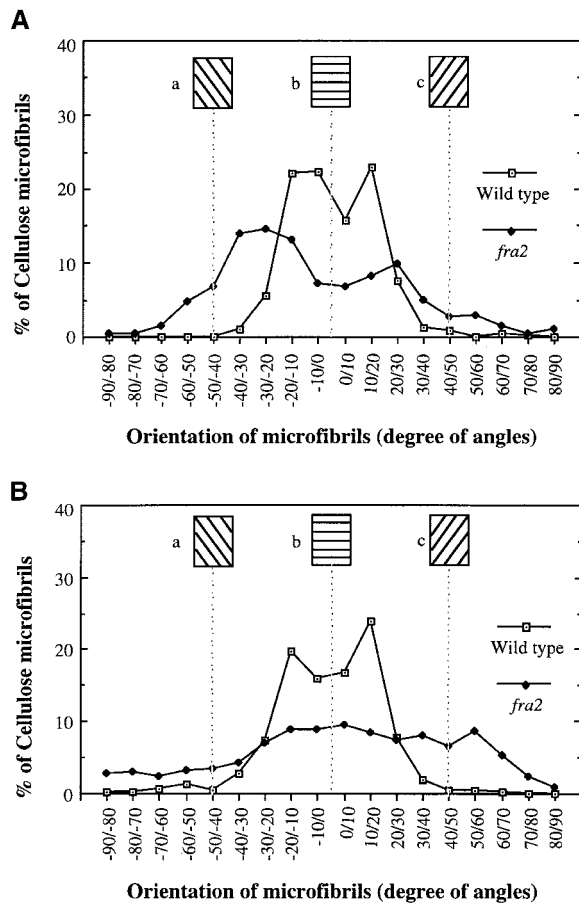 A
% of Cellulose microfibrils
40
30
20
10
0
a
b
c
Wild type
fra2
-90/-80
-80/-70
-70/-60
-60/-50
-50/-40
-40/-30
-30/-20
-20/-10
-10/0
0/10
10/20
20/30
30/40
40/50
50/60
60/70
70/80
80/90
Orientation of microfibrils (degree of angles)
B
% of Cellulose microfibrils
40
30
20
10
0
a
b
c
Wild type
fra2
-90/-80
-80/-70
-70/-60
-60/-50
-50/-40
-40/-30
-30/-20
-20/-10
-10/0
0/10
10/20
20/30
30/40
40/50
50/60
60/70
70/80
80/90
Orientation of microfibrils (degree of angles)